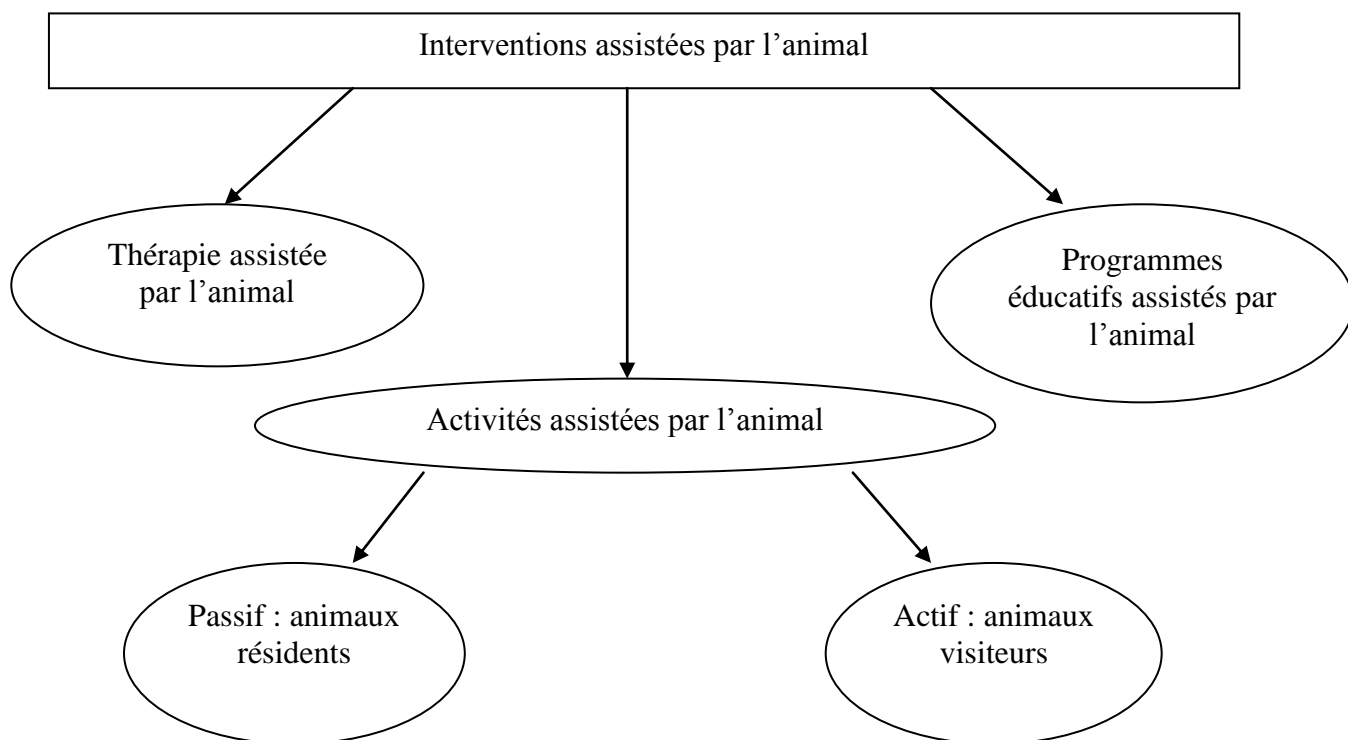 Interventions assistées par l’animal
Thérapie assistée
par l’animal
Programmes
éducatifs assistés par
l’animal
Activités assistées par l’animal
Passif : animaux
résidents
Actif : animaux
visiteurs